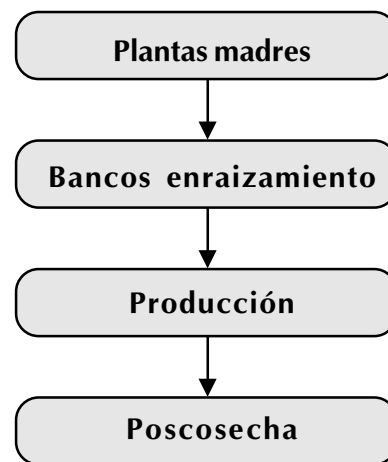 Plantas madres
Bancos enraizamiento
Producción
Poscosecha